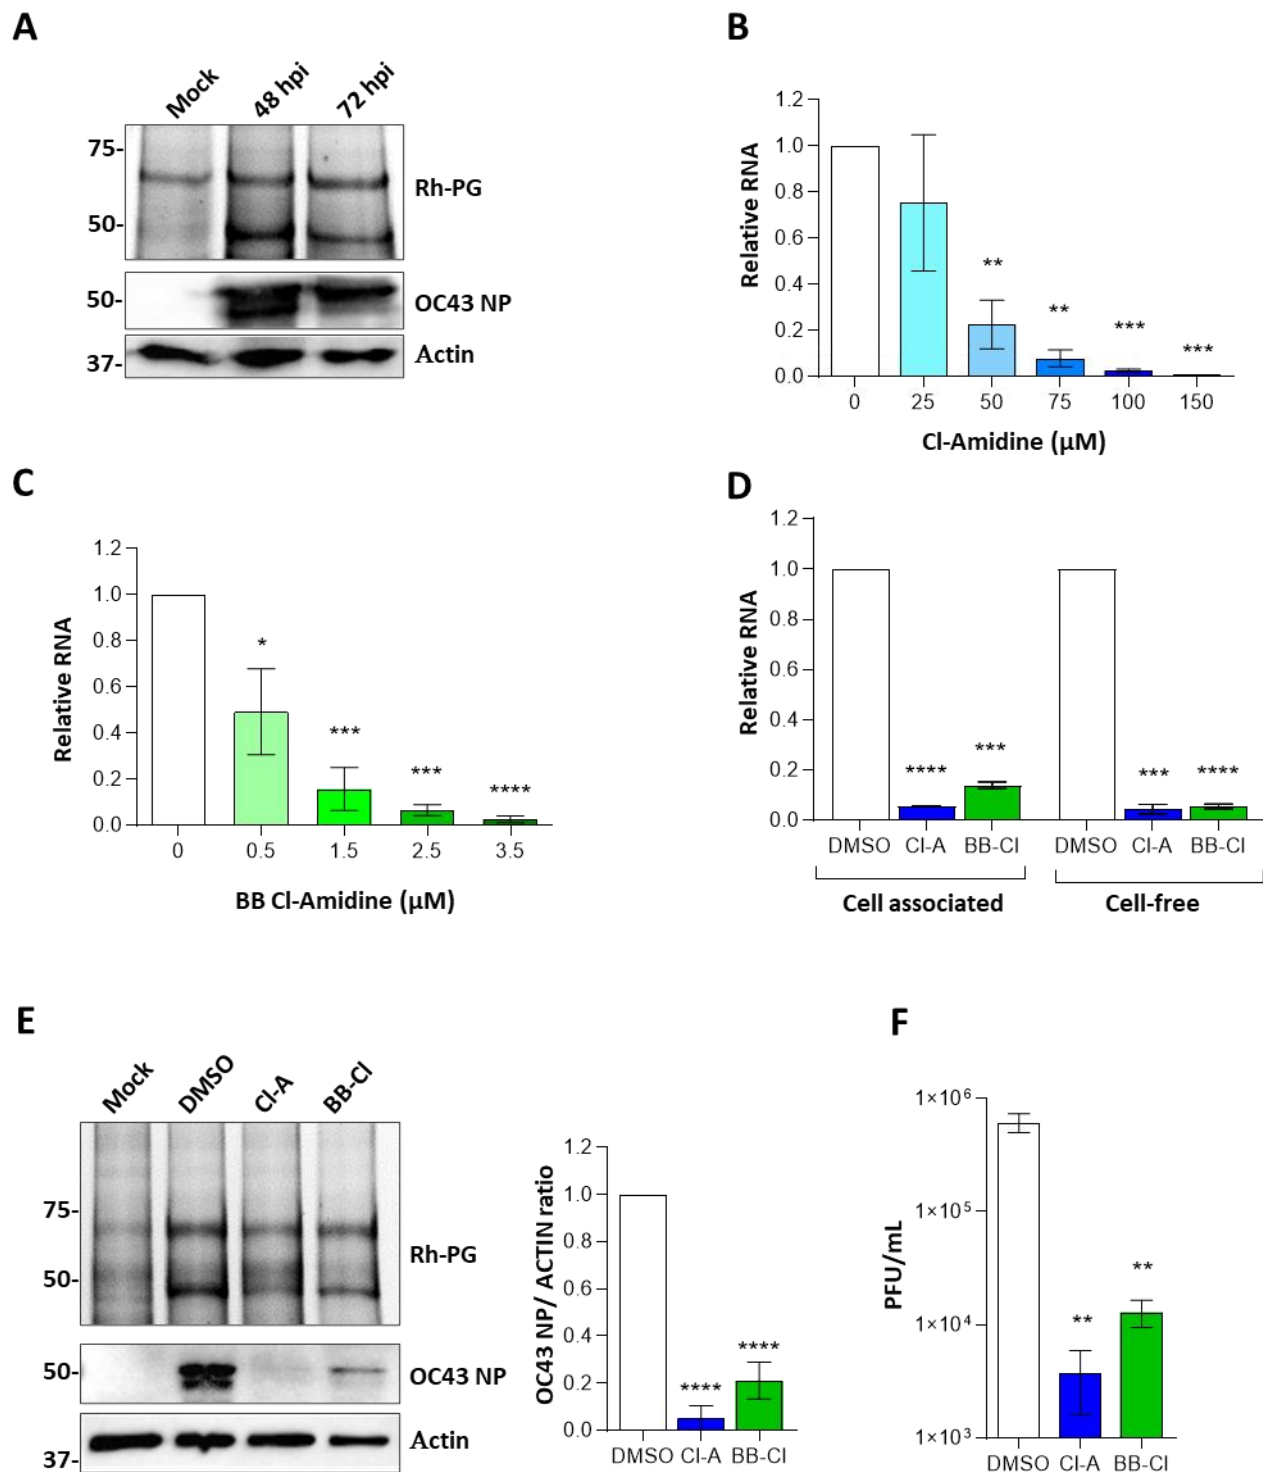 A
Mock
48 hpi
72 hpi
75-
50-
Rh-PG
50-
OC43 NP
37-
Actin
B
Relative RNA
1.2
1.0
0.8
0.6
0.4
0.2
0.0
**
**
***
***
0 25 50 75 100 150
Cl-Amidine (µM)
C
Relative RNA
1.2
1.0
0.8
0.6
0.4
0.2
0.0
*
***
***
****
0 0.5 1.5 2.5 3.5
BB Cl-Amidine (µM)
D
Relative RNA
1.2
1.0
0.8
0.6
0.4
0.2
0.0
****
***
***
****
DMSO Cl-A BB-Cl DMSO Cl-A BB-Cl
Cell associated Cell-free
E
Mock
DMSO
Cl-A
BB-Cl
75-
50-
Rh-PG
50-
OC43 NP
37-
Actin
OC43 NP/ ACTIN ratio
1.2
1.0
0.8
0.6
0.4
0.2
0.0
****
****
DMSO Cl-A BB-Cl
F
PFU/mL
1×10⁶
1×10⁵
1×10⁴
1×10³
**
**
DMSO Cl-A BB-Cl